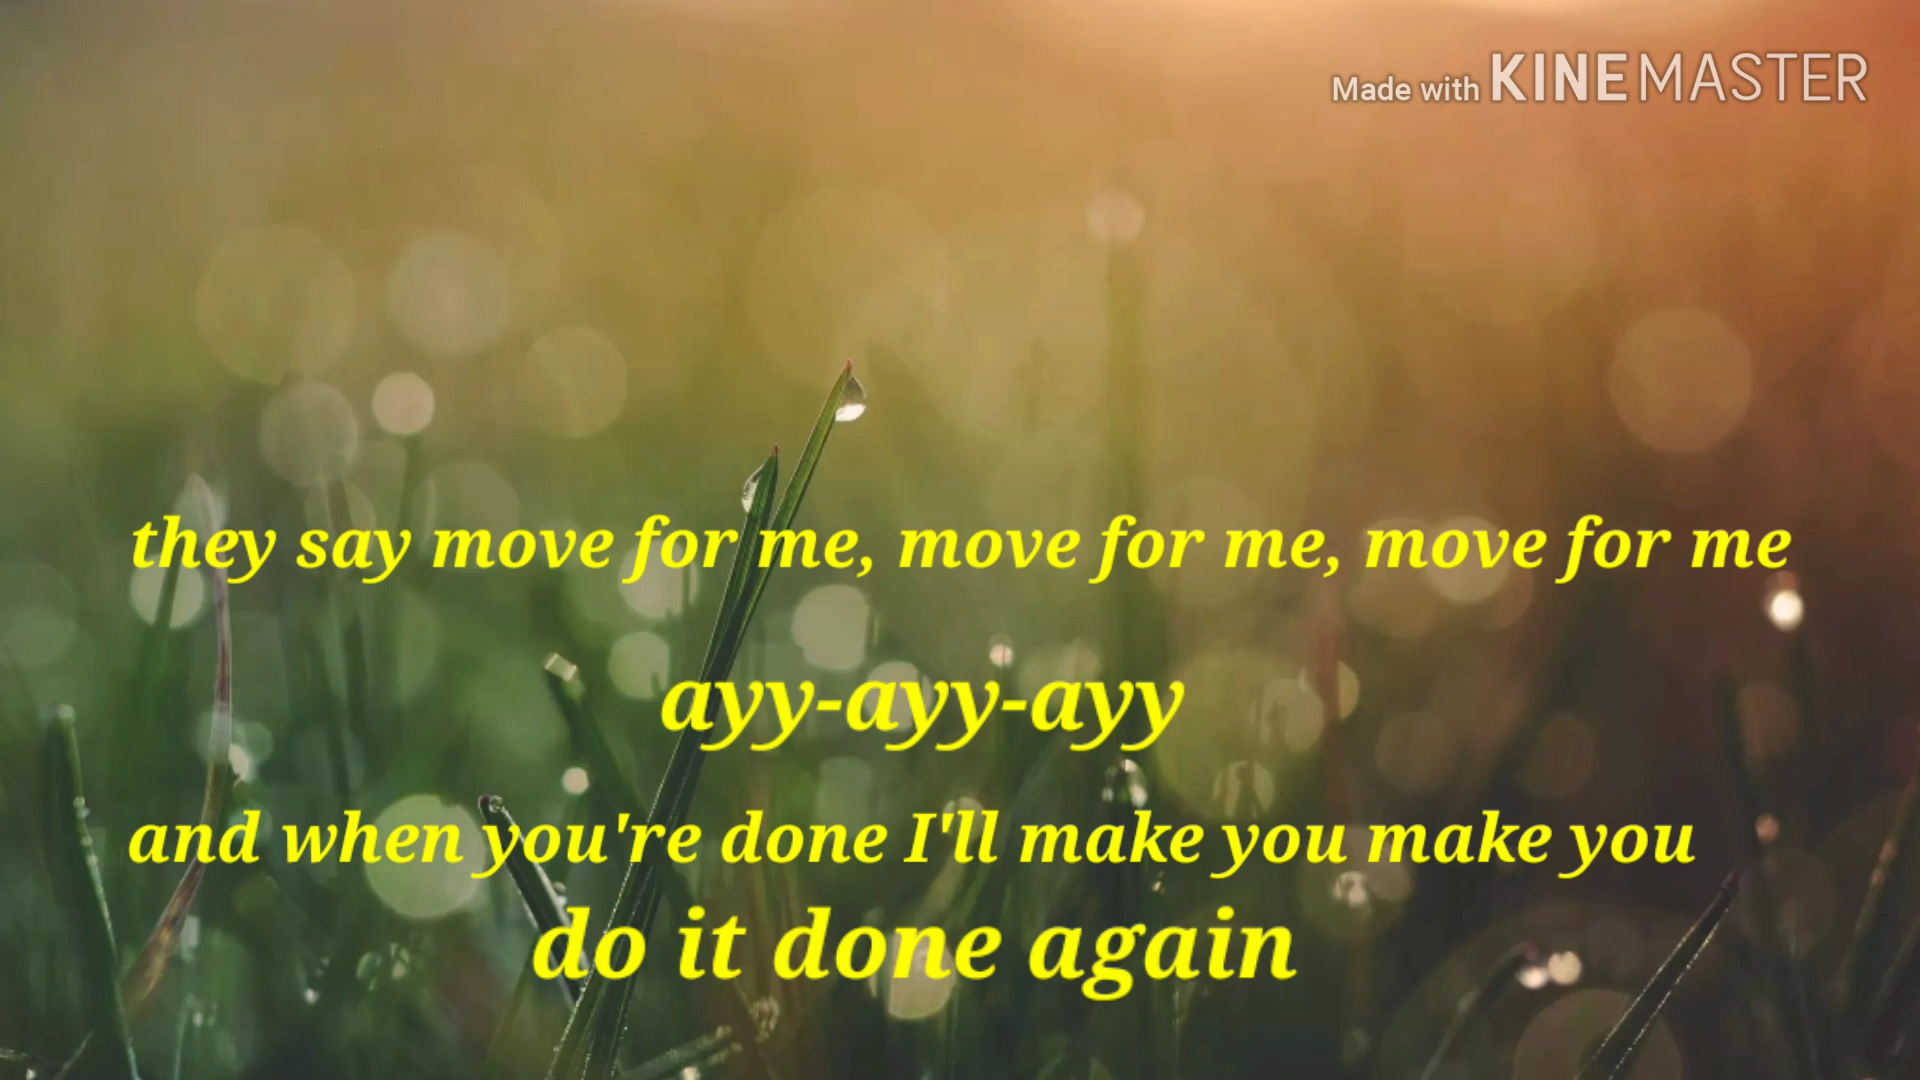 Made with KINEMASTER
they say move for me, move for me, move for me
ayy-ayy-ayy
and when you're done I'll make you make you
do it done again